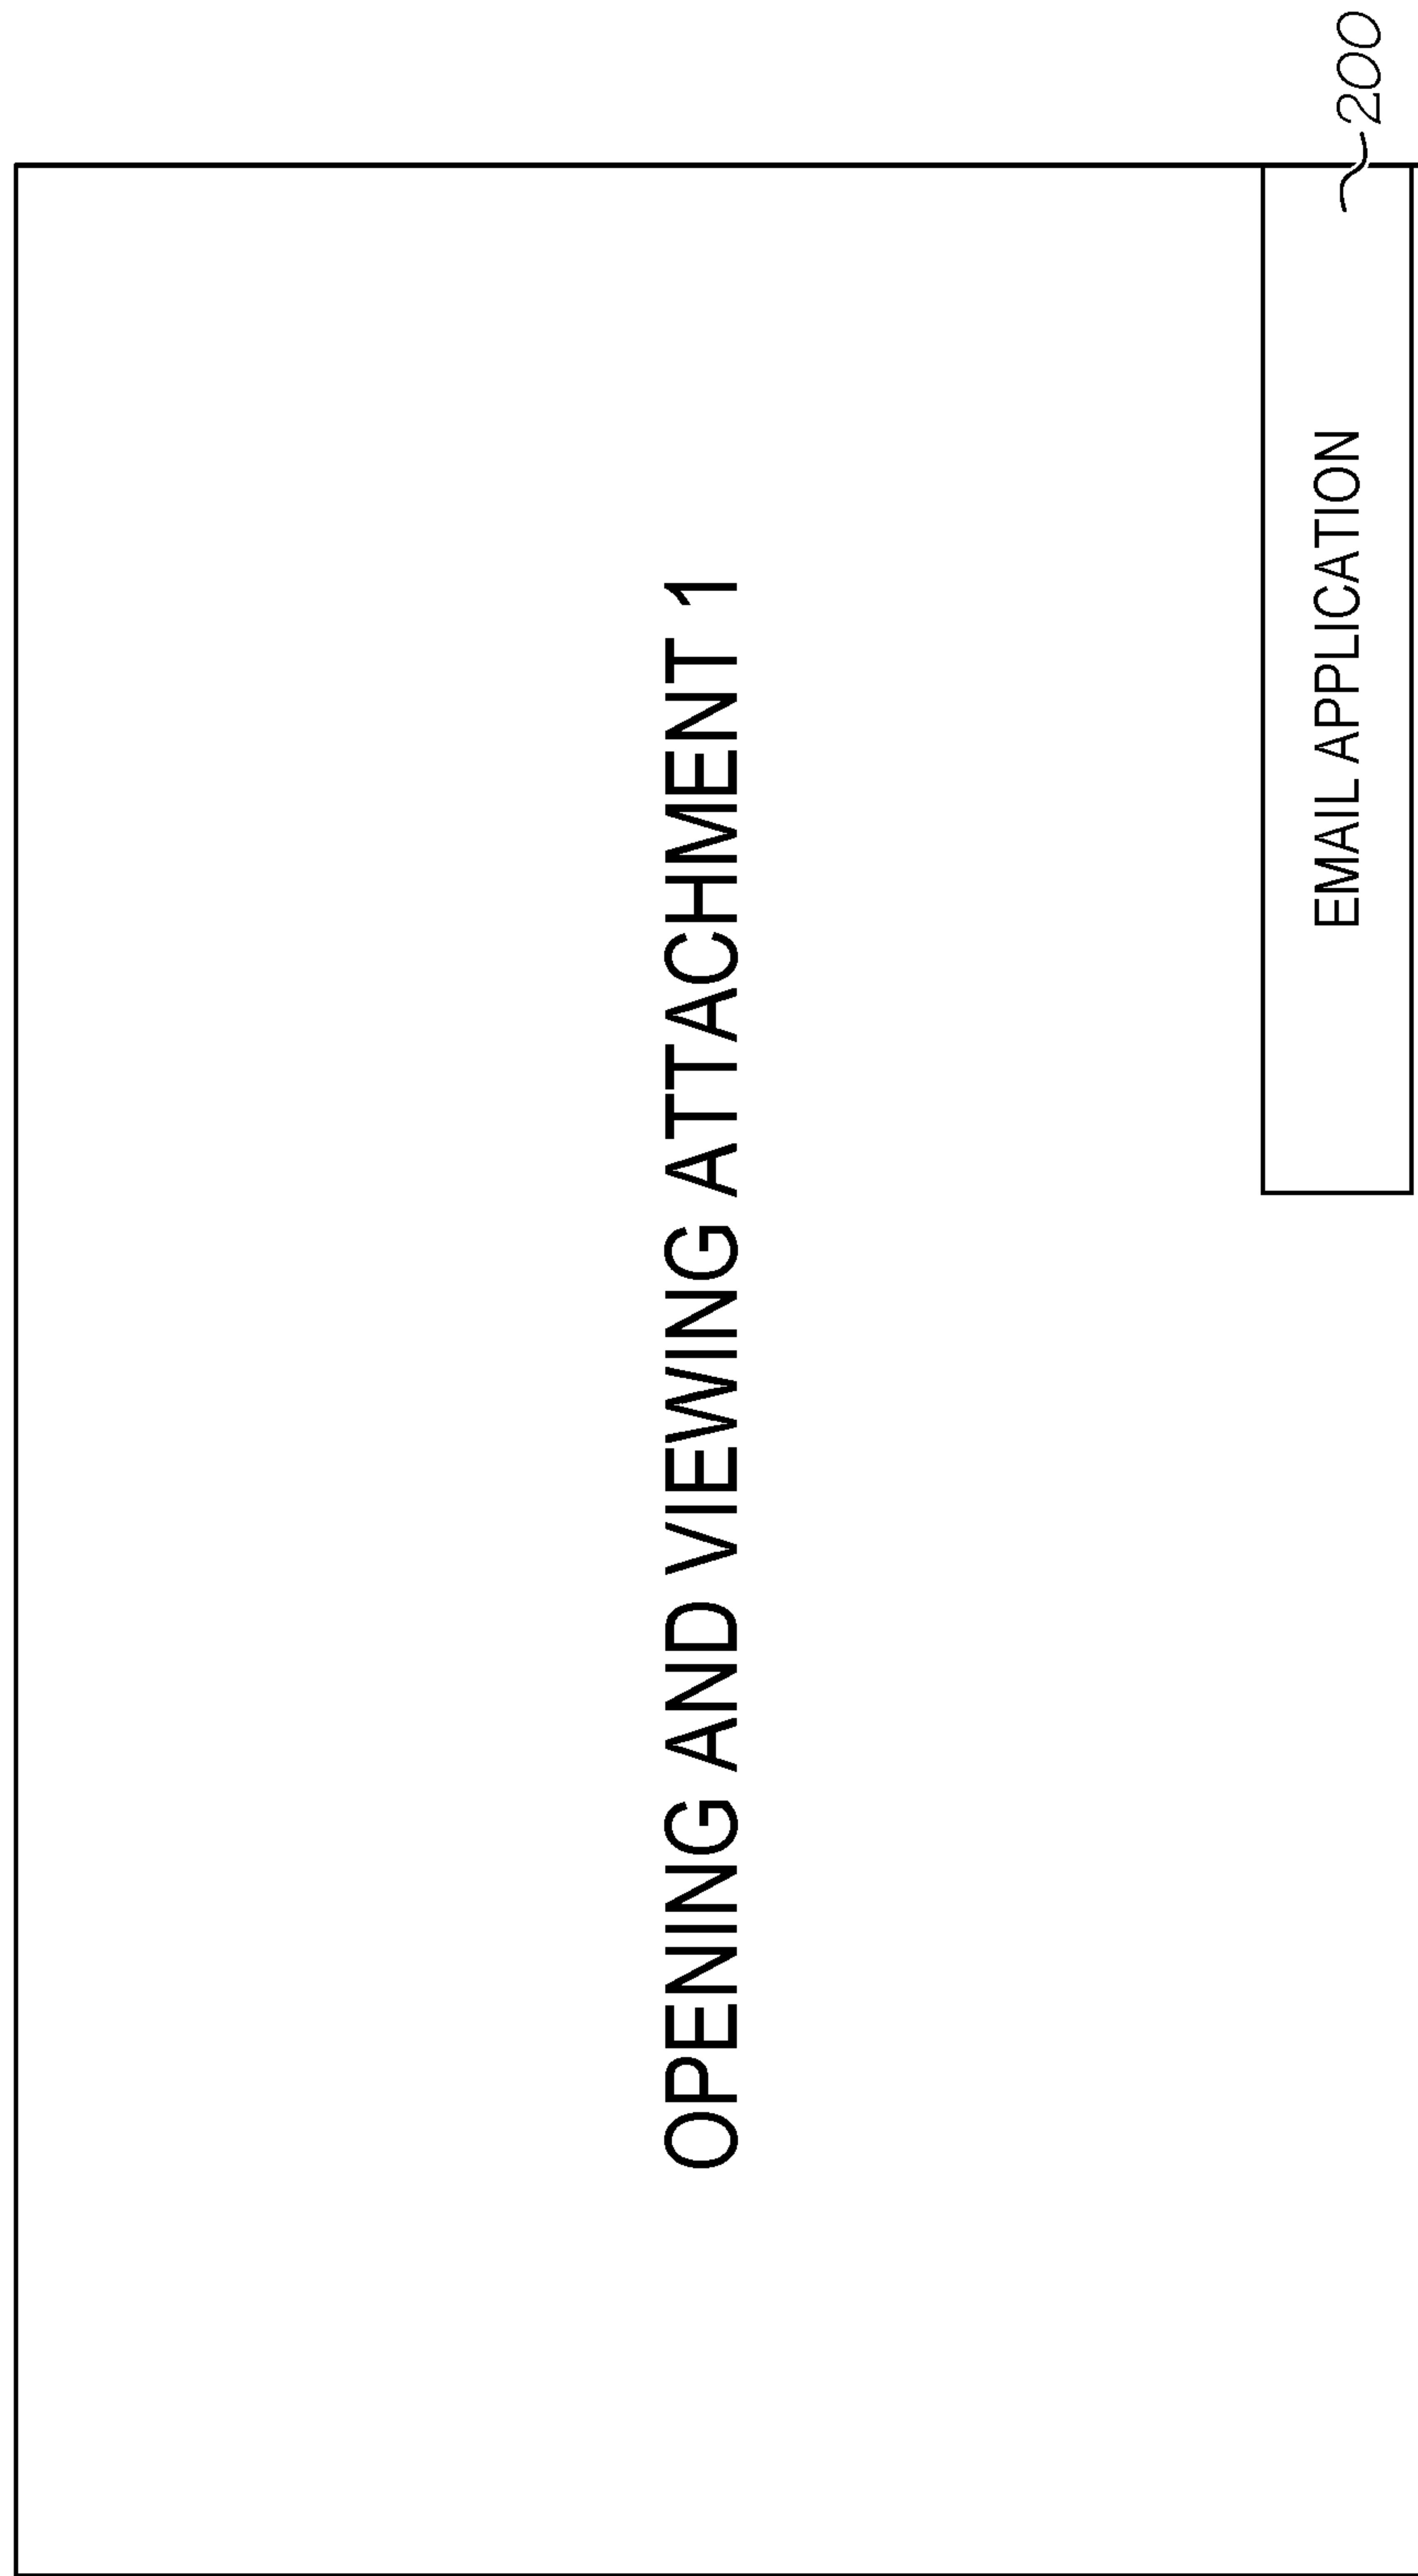 OPENING AND VIEWING ATTACHMENT 1
EMAIL APPLICATION
200